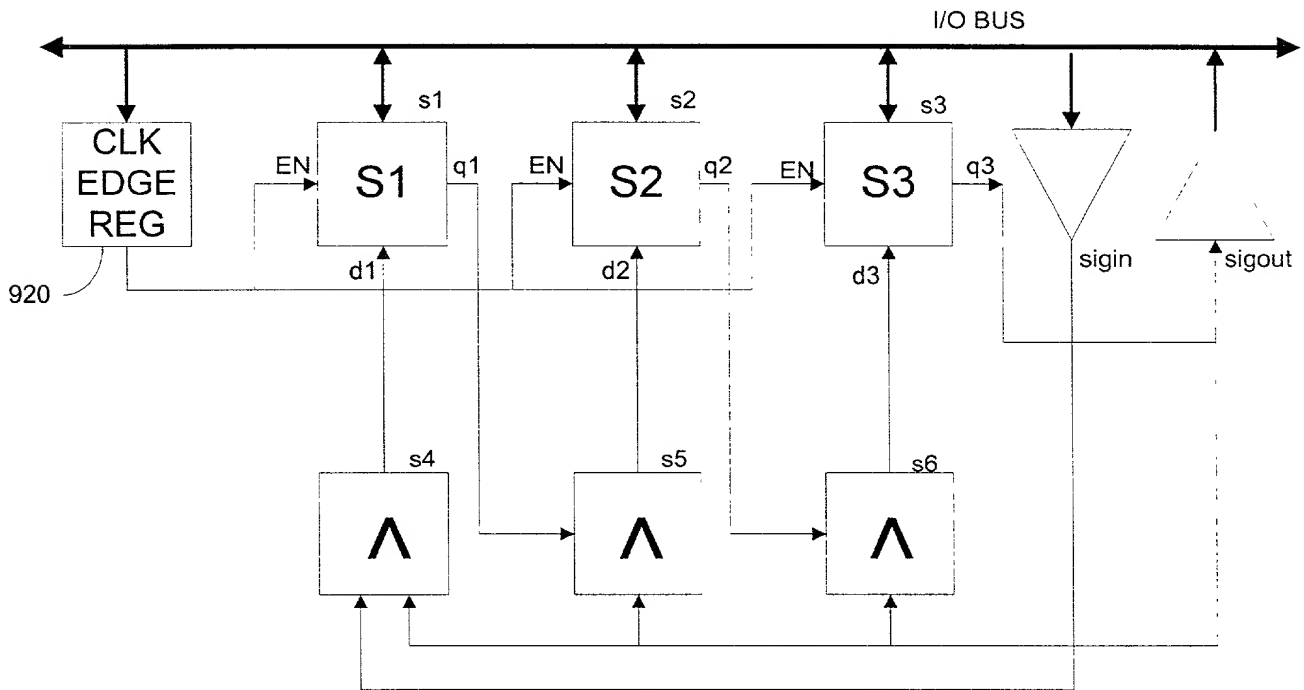 I/O BUS
s1
s2
s3
CLK
EDGE
REG
EN
S1
q1
EN
S2
q2
EN
S3
q3
d1
d2
d3
sigin
sigout
920
s4
s5
s6
Λ
Λ
Λ